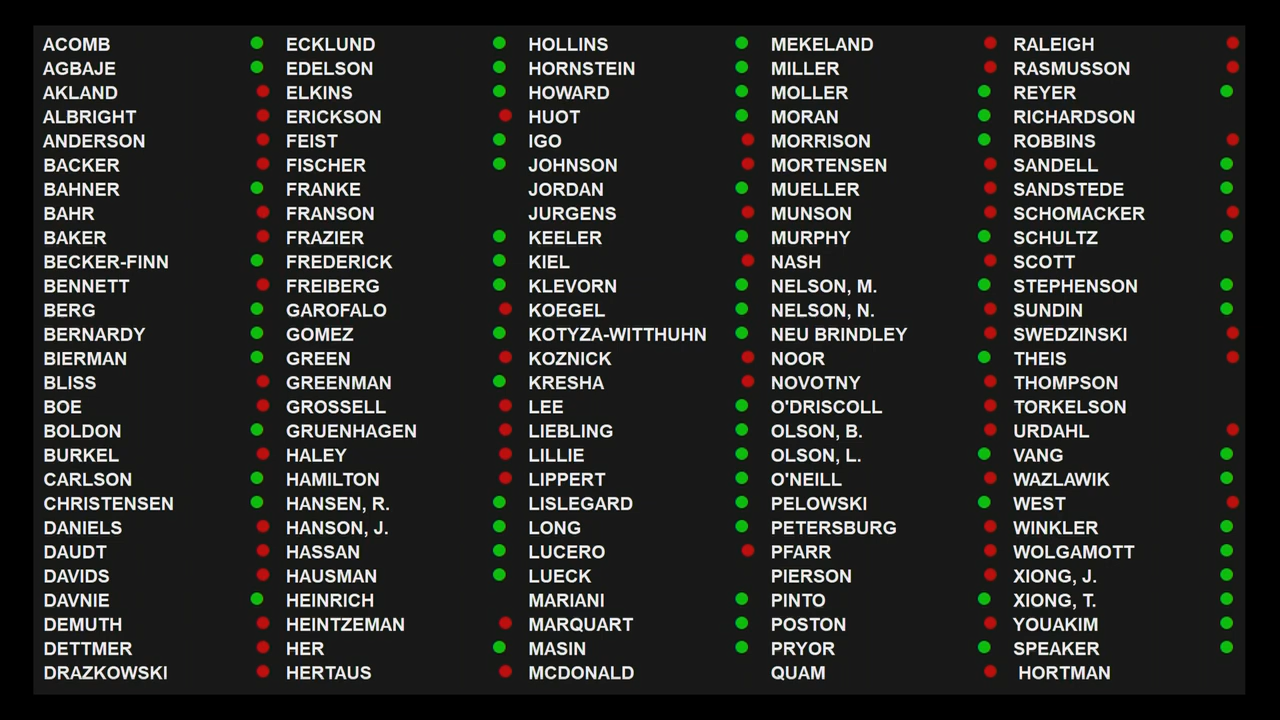 ACOMB
AGBAJE
AKLAND
ALBRIGHT
ANDERSON
BACKER
BAHNER
BAHR
BAKER
BECKER-FINN
BENNETT
BERG
BERNARDY
BIERMAN
BLISS
BOE
BOLDON
BURKEL
CARLSON
CHRISTENSEN
DANIELS
DAUDT
DAVIDS
DAVNIE
DEMUTH
DETTMER
DRAZKOWSKI
ECKLUND
EDELSON
ELKINS
ERICKSON
FEIST
FISCHER
FRANKE
FRANSON
FRAZIER
FREDERICK
FREIBERG
GAROFALO
GOMEZ
GREEN
GREENMAN
GROSSELL
GRUENHAGEN
HALEY
HAMILTON
HANSEN, R.
HANSON, J.
HASSAN
HAUSMAN
HEINRICH
HEINTZEMAN
HER
HERTAUS
HOLLINS
HORNSTEIN
HOWARD
HUOT
IGO
JOHNSON
JORDAN
JURGENS
KEELER
KIEL
KLEVORN
KOEGEL
KOTYZA-WITTHUHN
KOZNICK
KRESHA
LEE
LIEBLING
LILLIE
LIPPERT
LISLEGARD
LONG
LUCERO
LUECK
MARIANI
MARQUART
MASIN
MCDONALD
MEKELAND
MILLER
MOLLER
MORAN
MORRISON
MORTENSEN
MUELLER
MUNSON
MURPHY
NASH
NELSON, M.
NELSON, N.
NEU BRINDLEY
NOOR
NOVOTNY
O'DRISCOLL
OLSON, B.
OLSON, L.
O'NEILL
PELOWSKI
PETERSBURG
PFARR
PIERSON
PINTO
POSTON
PRYOR
QUAM
RALEIGH
RASMUSSON
REYER
RICHARDSON
ROBBINS
SANDELL
SANDSTEDE
SCHOMACKER
SCHULTZ
SCOTT
STEPHENSON
SUNDIN
SWEDZINSKI
THEIS
THOMPSON
TORKELSON
URDAHL
VANG
WAZLAWIK
WEST
WINKLER
WOLGAMOTT
XIONG, J.
XIONG, T.
YOUAKIM
SPEAKER
HORTMAN